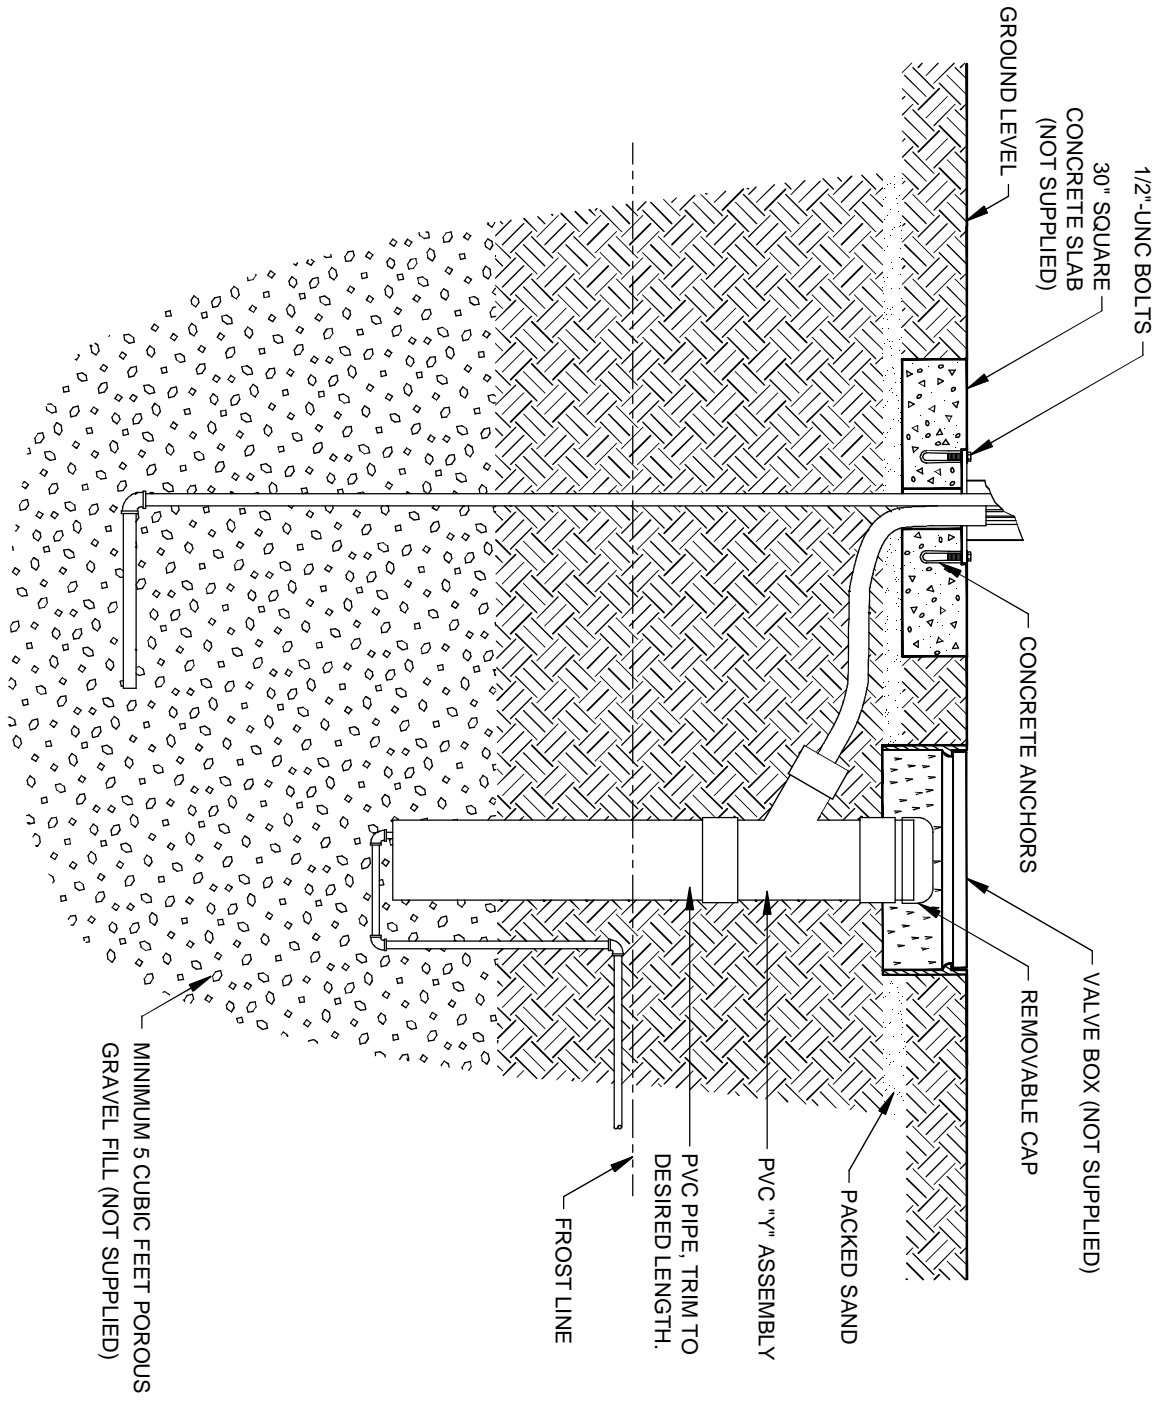 1/2"-UNC BOLTS
30" SQUARE
CONCRETE SLAB
(NOT SUPPLIED)
GROUND LEVEL
CONCRETE ANCHORS
VALVE BOX (NOT SUPPLIED)
REMOVABLE CAP
PACKED SAND
PVC "Y" ASSEMBLY
PVC PIPE, TRIM TO
DESIRED LENGTH.
FROST LINE
MINIMUM 5 CUBIC FEET POROUS
GRAVEL FILL (NOT SUPPLIED)